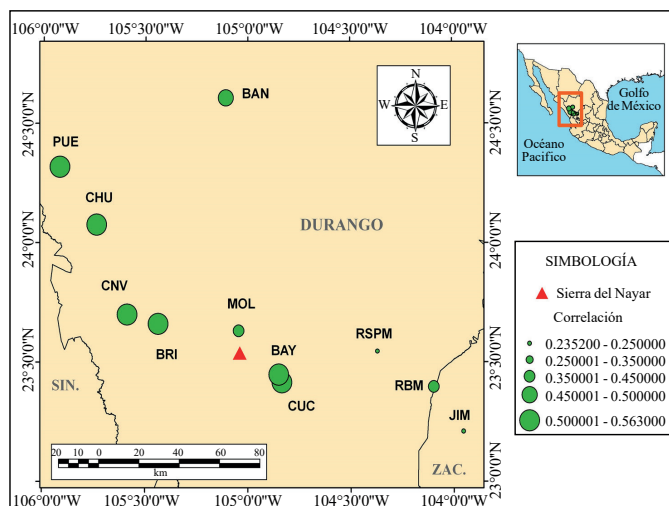 106°0'0"W 105°30'0"W 105°0'0"W 104°30'0"W 104°0'0"W
24°30'0"N
24°0'0"N
23°30'0"N
23°0'0"N
BAN
PUE
CHU
DURANGO
CNV
MOL
BRI
BAY
CUC
RSPM
RBM
JIM
SIN.
ZAC.
N
W E
S
20 10 0 20 40 60 80
km
106°0'0"W 105°30'0"W 105°0'0"W 104°30'0"W 104°0'0"W
24°30'0"N
24°0'0"N
23°30'0"N
23°0'0"N
Golfo
de México
Océano
Pacifico
SIMBOLOGÍA
Sierra del Nayar
Correlación
0.235200 - 0.250000
0.250001 - 0.350000
0.350001 - 0.450000
0.450001 - 0.500000
0.500001 - 0.563000